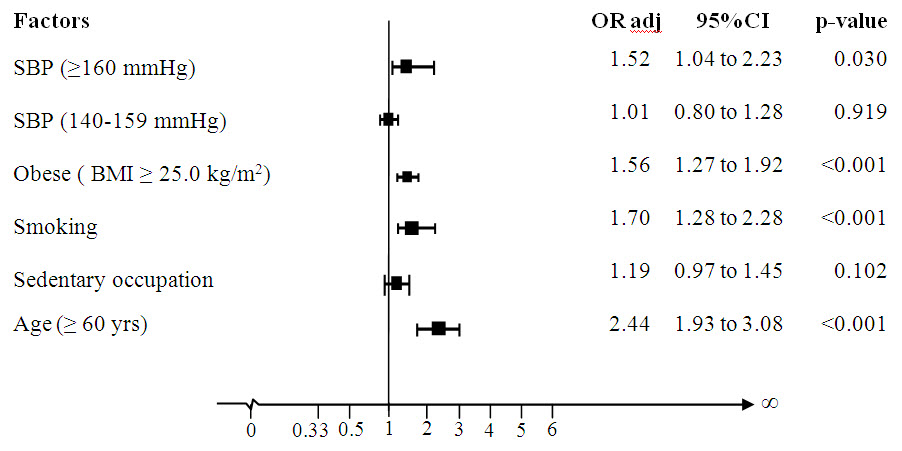 Factors OR adj 95%CI p-value
SBP (≥160 mmHg) 1.52 1.04 to 2.23 0.030
SBP (140-159 mmHg) 1.01 0.80 to 1.28 0.919
Obese ( BMI ≥ 25.0 kg/m²) 1.56 1.27 to 1.92 <0.001
Smoking 1.70 1.28 to 2.28 <0.001
Sedentary occupation 1.19 0.97 to 1.45 0.102
Age (≥ 60 yrs) 2.44 1.93 to 3.08 <0.001
∞
0 0.33 0.5 1 2 3 4 5 6